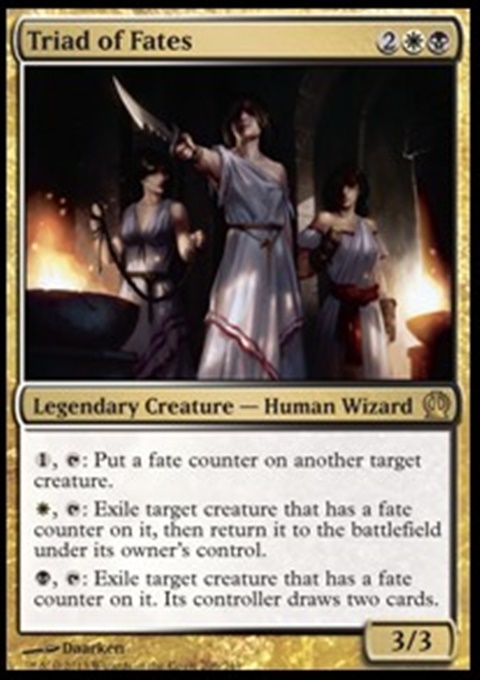 Triad of Fates 2
Legendary Creature — Human Wizard
1, : Put a fate counter on another target
creature.
, : Exile target creature that has a fate
counter on it, then return it to the battlefield
under its owner's control.
, : Exile target creature that has a fate
counter on it. Its controller draws two cards.
Daarken
3/3